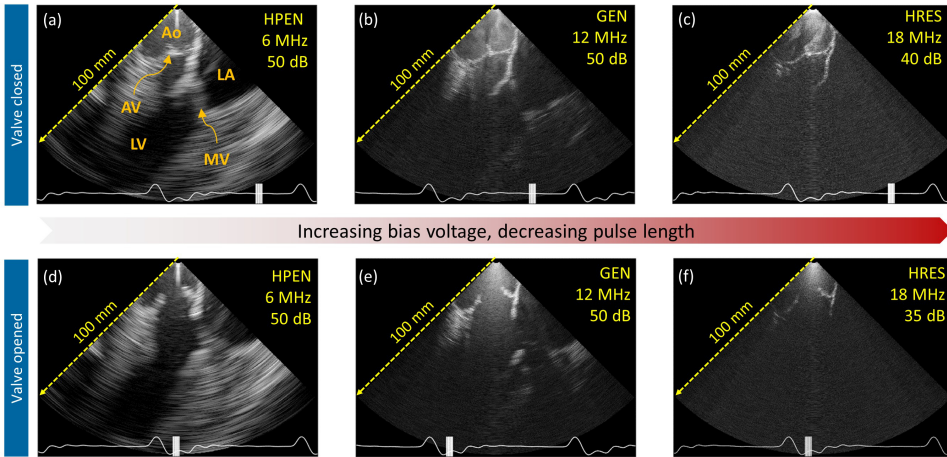 Valve closed
(a)
HPEN
6 MHz
50 dB
100 mm
Ao
LA
AV
LV
MV
(b)
GEN
12 MHz
50 dB
100 mm
(c)
HRES
18 MHz
40 dB
100 mm
Increasing bias voltage, decreasing pulse length
Valve opened
(d)
HPEN
6 MHz
50 dB
100 mm
(e)
GEN
12 MHz
50 dB
100 mm
(f)
HRES
18 MHz
35 dB
100 mm